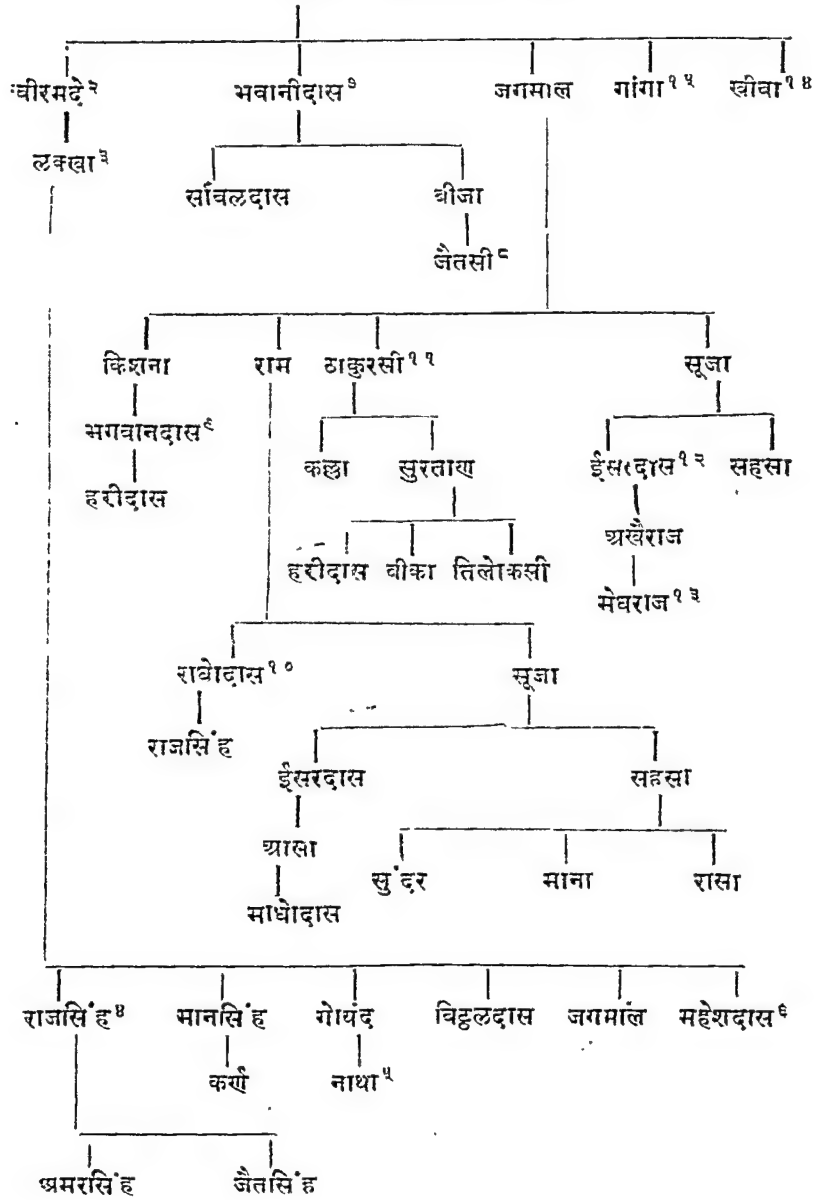 वीरमदे२ भवानीदास७ जगमाल गांगा१५ खीवा१४
लक्खा३
साँवलदास बीजा
जैतसी८
किशना राम ठाकुरसी११ सूजा
भगवानदास९
कल्ला सुरताण ईसरदास१२ सहसा
हरीदास
अखैराज
हरीदास बीका तिलोकसी
मेघराज१३
राघोदास१० सूजा
राजसिंह
ईसरदास सहसा
आसा
सुंदर माना रासा
माधोदास
राजसिंह४ मानसिंह गोयंद बिट्ठलदास जगमाल महेशदास६
कर्ण नाथा५
अमरसिंह जैतसिंह